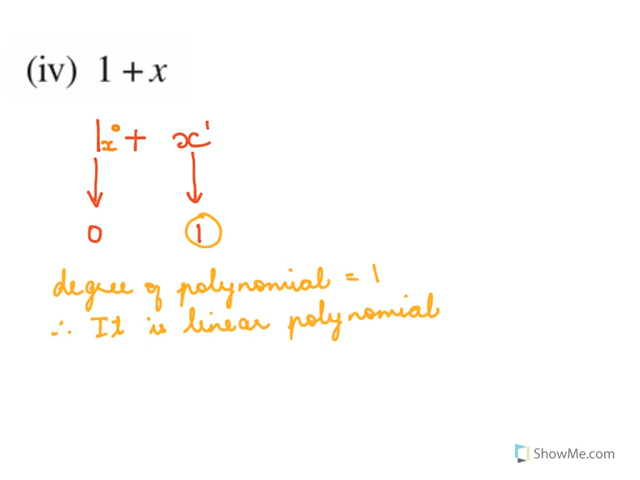 (iv) 1 + x
1x⁰ + x¹
0 1
degree of polynomial = 1
∴ It is linear polynomial
ShowMe.com